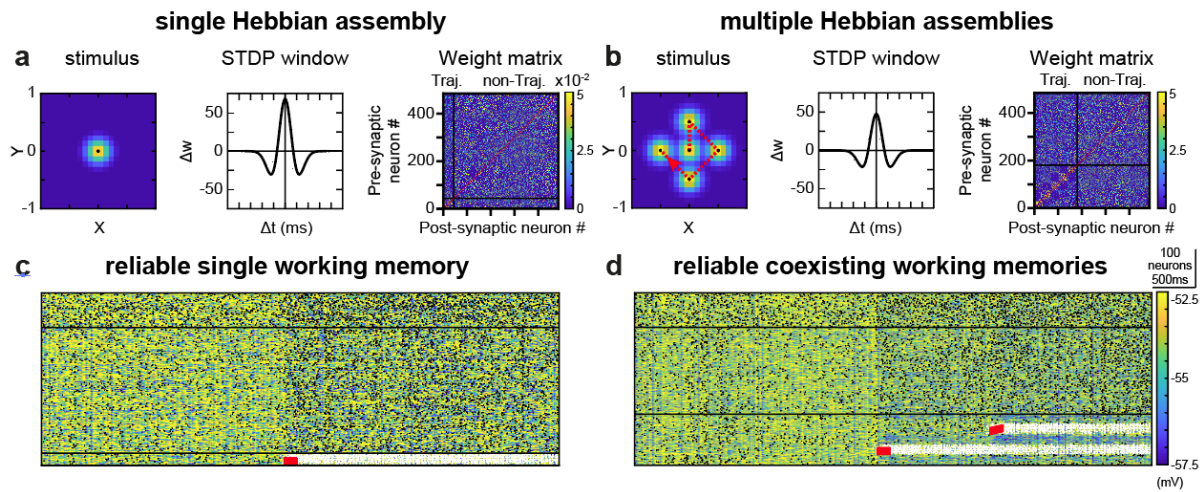 single Hebbian assembly
multiple Hebbian assemblies
a
stimulus
STDP window
Weight matrix
Traj. non-Traj. x10-2
1
Y 0
-1
X
50
Δw 0
-50
Δt (ms)
Pre-synaptic
neuron #
400
200
0
Post-synaptic neuron #
5
2.5
0
b
stimulus
STDP window
Weight matrix
Traj. non-Traj.
1
Y 0
-1
X
50
Δw 0
-50
Δt (ms)
Pre-synaptic
neuron #
400
200
0
Post-synaptic neuron #
5
2.5
0
c
reliable single working memory
d
reliable coexisting working memories
100
neurons
500ms
-52.5
-55
-57.5
(mV)